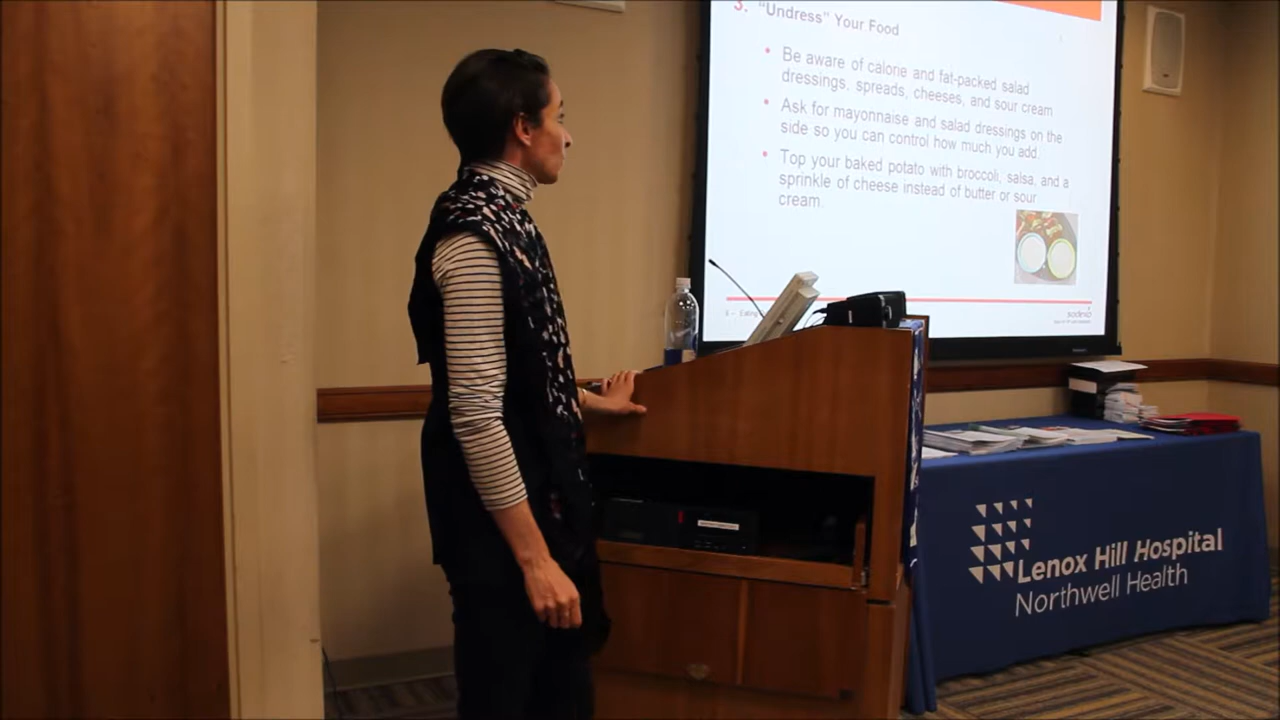 3. "Undress" Your Food
• Be aware of calorie and fat-packed salad
dressings, spreads, cheeses, and sour cream
• Ask for mayonnaise and salad dressings on the
side so you can control how much you add.
• Top your baked potato with broccoli, salsa, and a
sprinkle of cheese instead of butter or sour
cream.
Eating
sodexo
Lenox Hill Hospital
Northwell Health